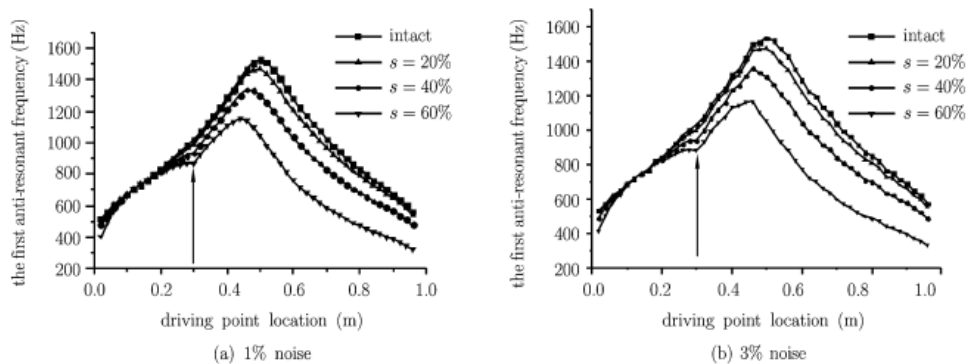 the first anti-resonant frequency (Hz)
1600
1400
1200
1000
800
600
400
200
0.0 0.2 0.4 0.6 0.8 1.0
intact
s = 20%
s = 40%
s = 60%
driving point location (m)
(a) 1% noise
the first anti-resonant frequency (Hz)
1600
1400
1200
1000
800
600
400
200
0.0 0.2 0.4 0.6 0.8 1.0
intact
s = 20%
s = 40%
s = 60%
driving point location (m)
(b) 3% noise